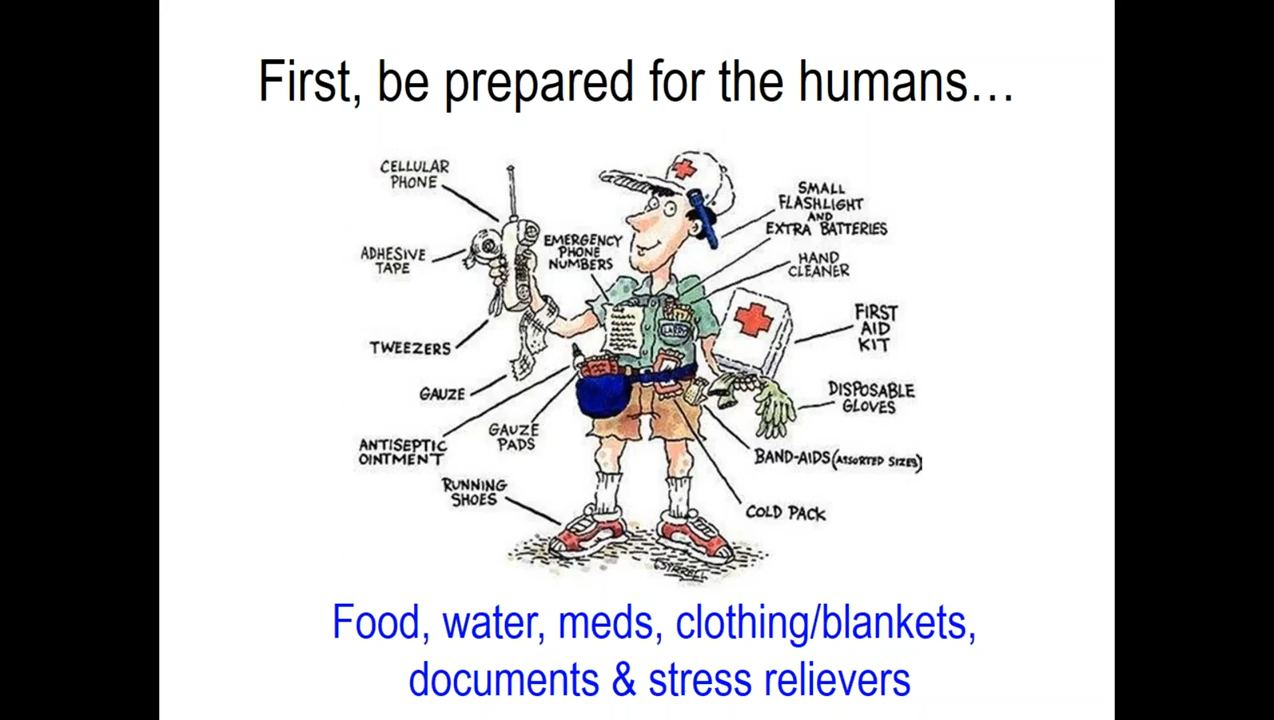 First, be prepared for the humans…
CELLULAR
PHONE
ADHESIVE
TAPE
TWEEZERS
GAUZE
ANTISEPTIC
OINTMENT
GAUZE
PADS
RUNNING
SHOES
EMERGENCY
PHONE
NUMBERS
SMALL
FLASHLIGHT
AND
EXTRA BATTERIES
HAND
CLEANER
FIRST
AID
KIT
DISPOSABLE
GLOVES
BAND-AIDS (ASSORTED SIZES)
COLD PACK
Food, water, meds, clothing/blankets,
documents & stress relievers